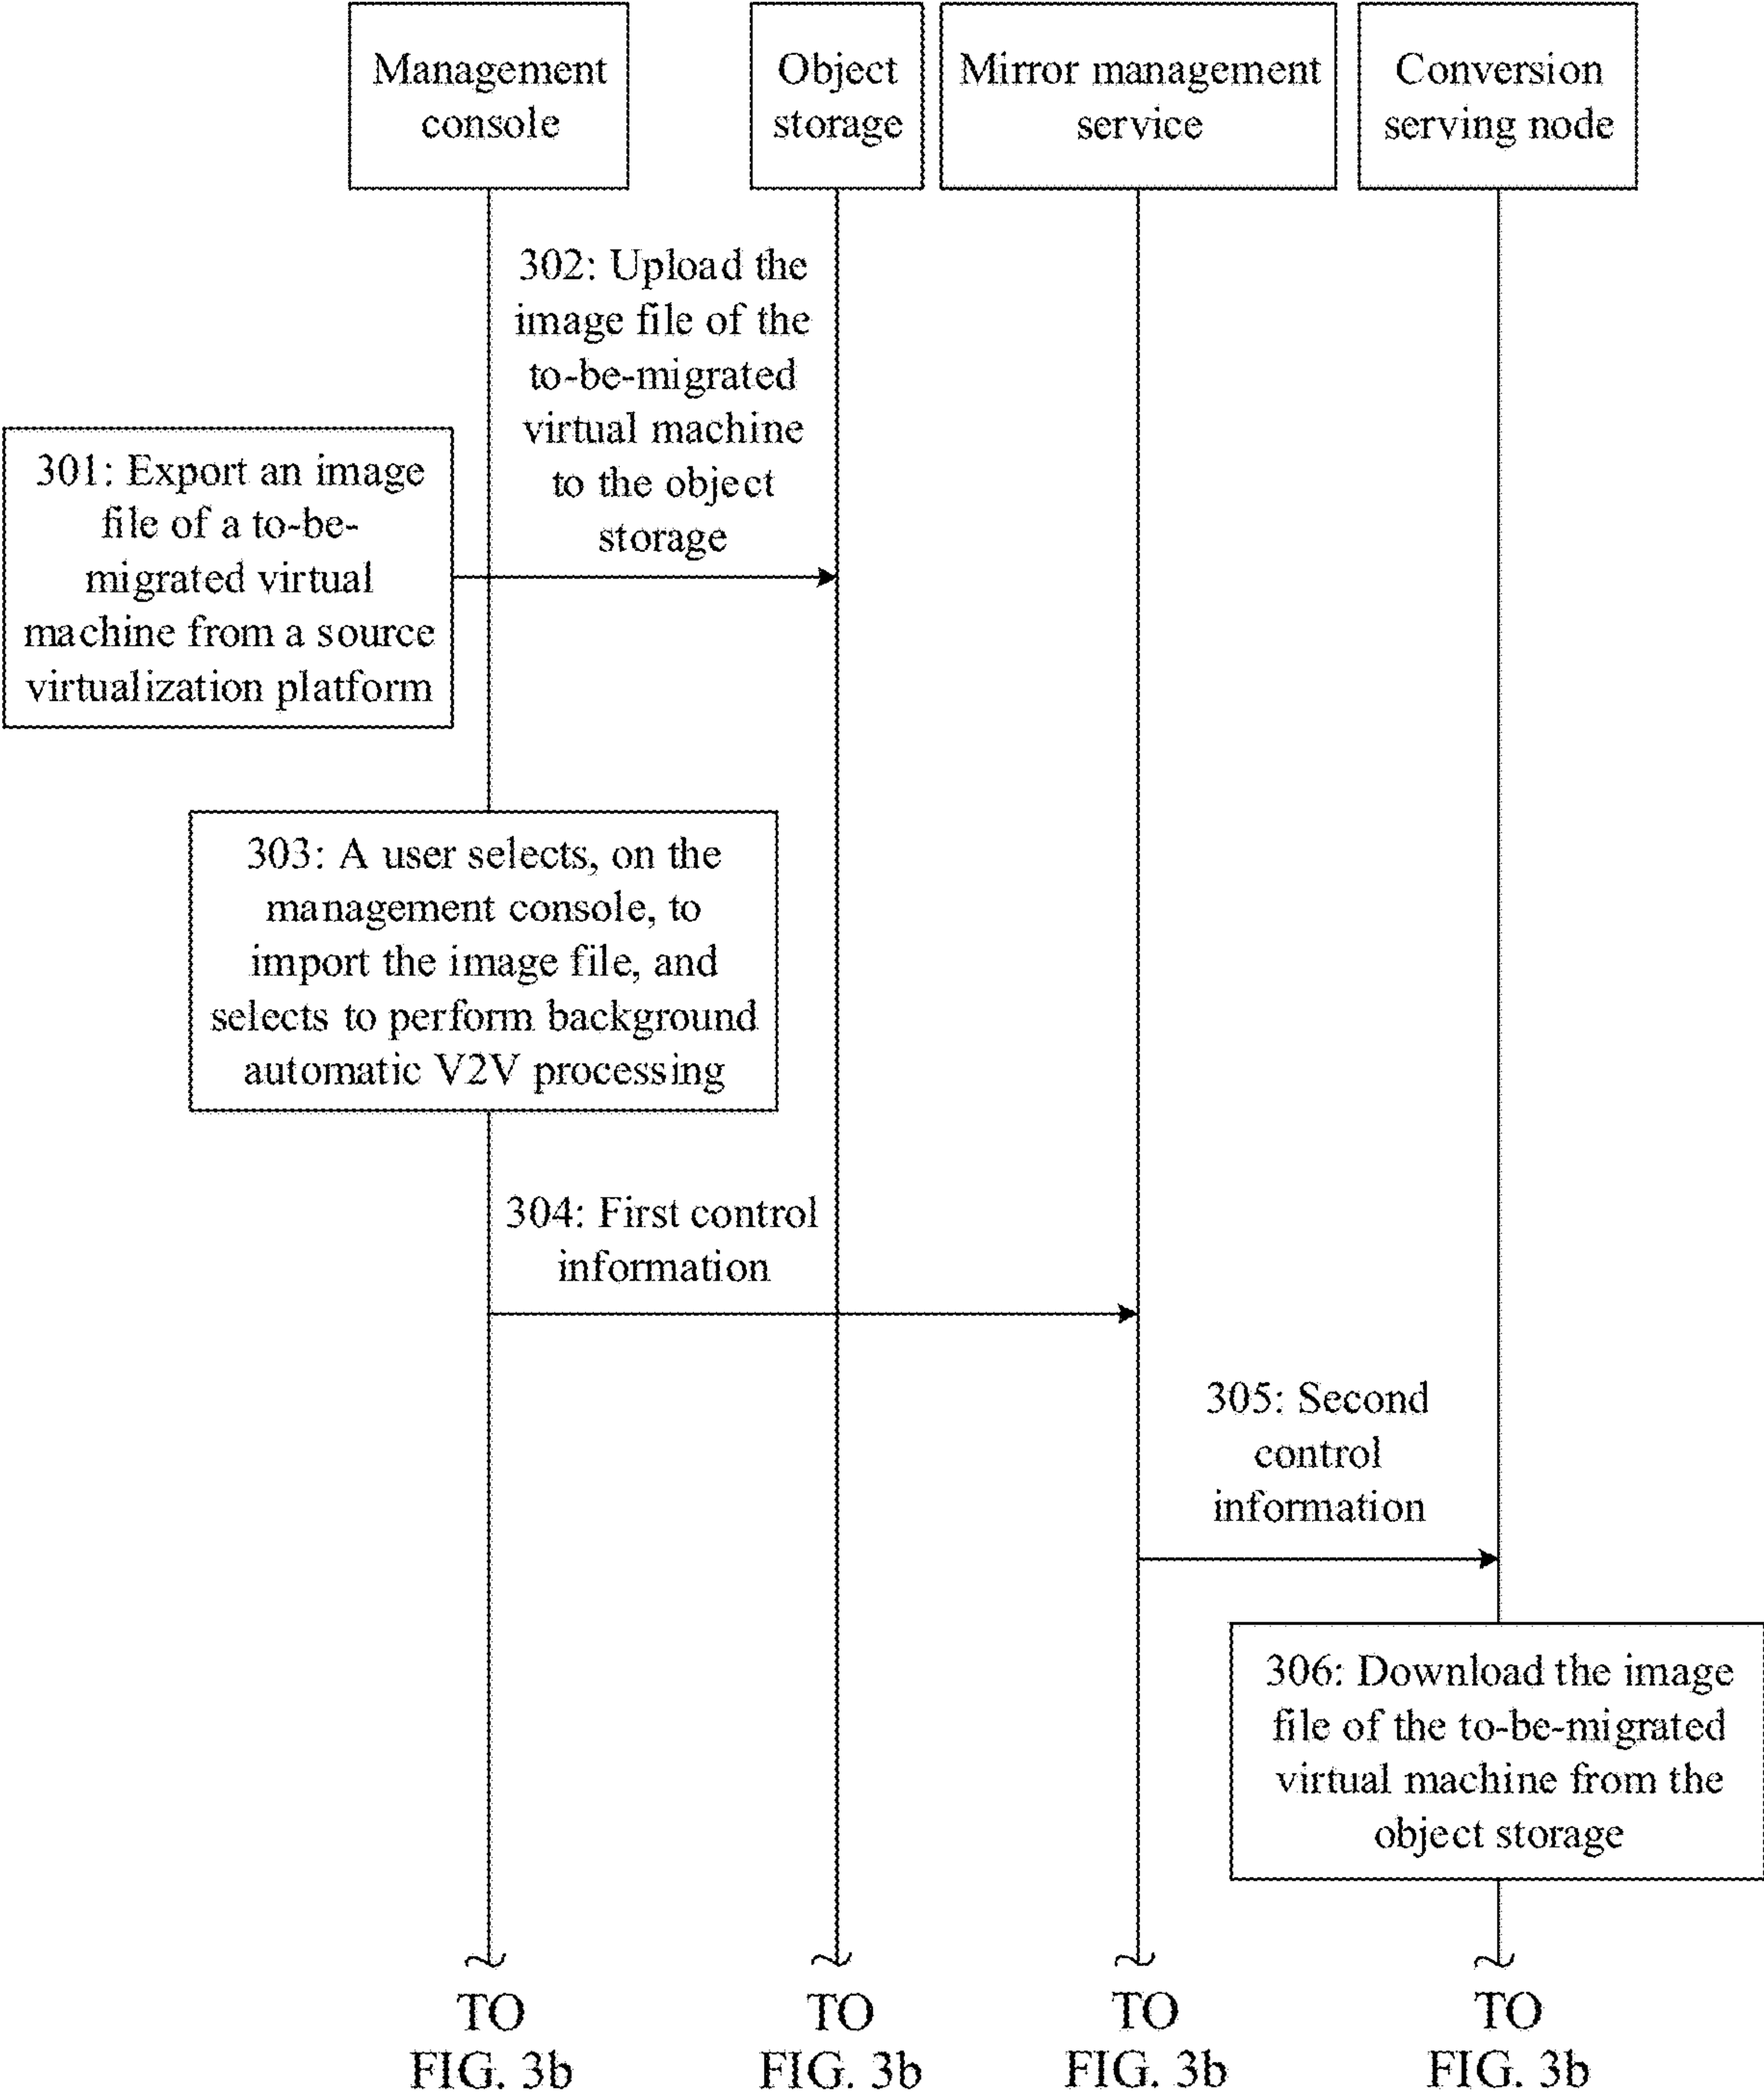 Management
console
Object
storage
Mirror management
service
Conversion
serving node
302: Upload the
image file of the
to-be-migrated
virtual machine
to the object
storage
301: Export an image
file of a to-be-
migrated virtual
machine from a source
virtualization platform
303: A user selects, on the
management console, to
import the image file, and
selects to perform background
automatic V2V processing
304: First control
information
305: Second
control
information
306: Download the image
file of the to-be-migrated
virtual machine from the
object storage
TO
FIG. 3b
TO
FIG. 3b
TO
FIG. 3b
TO
FIG. 3b